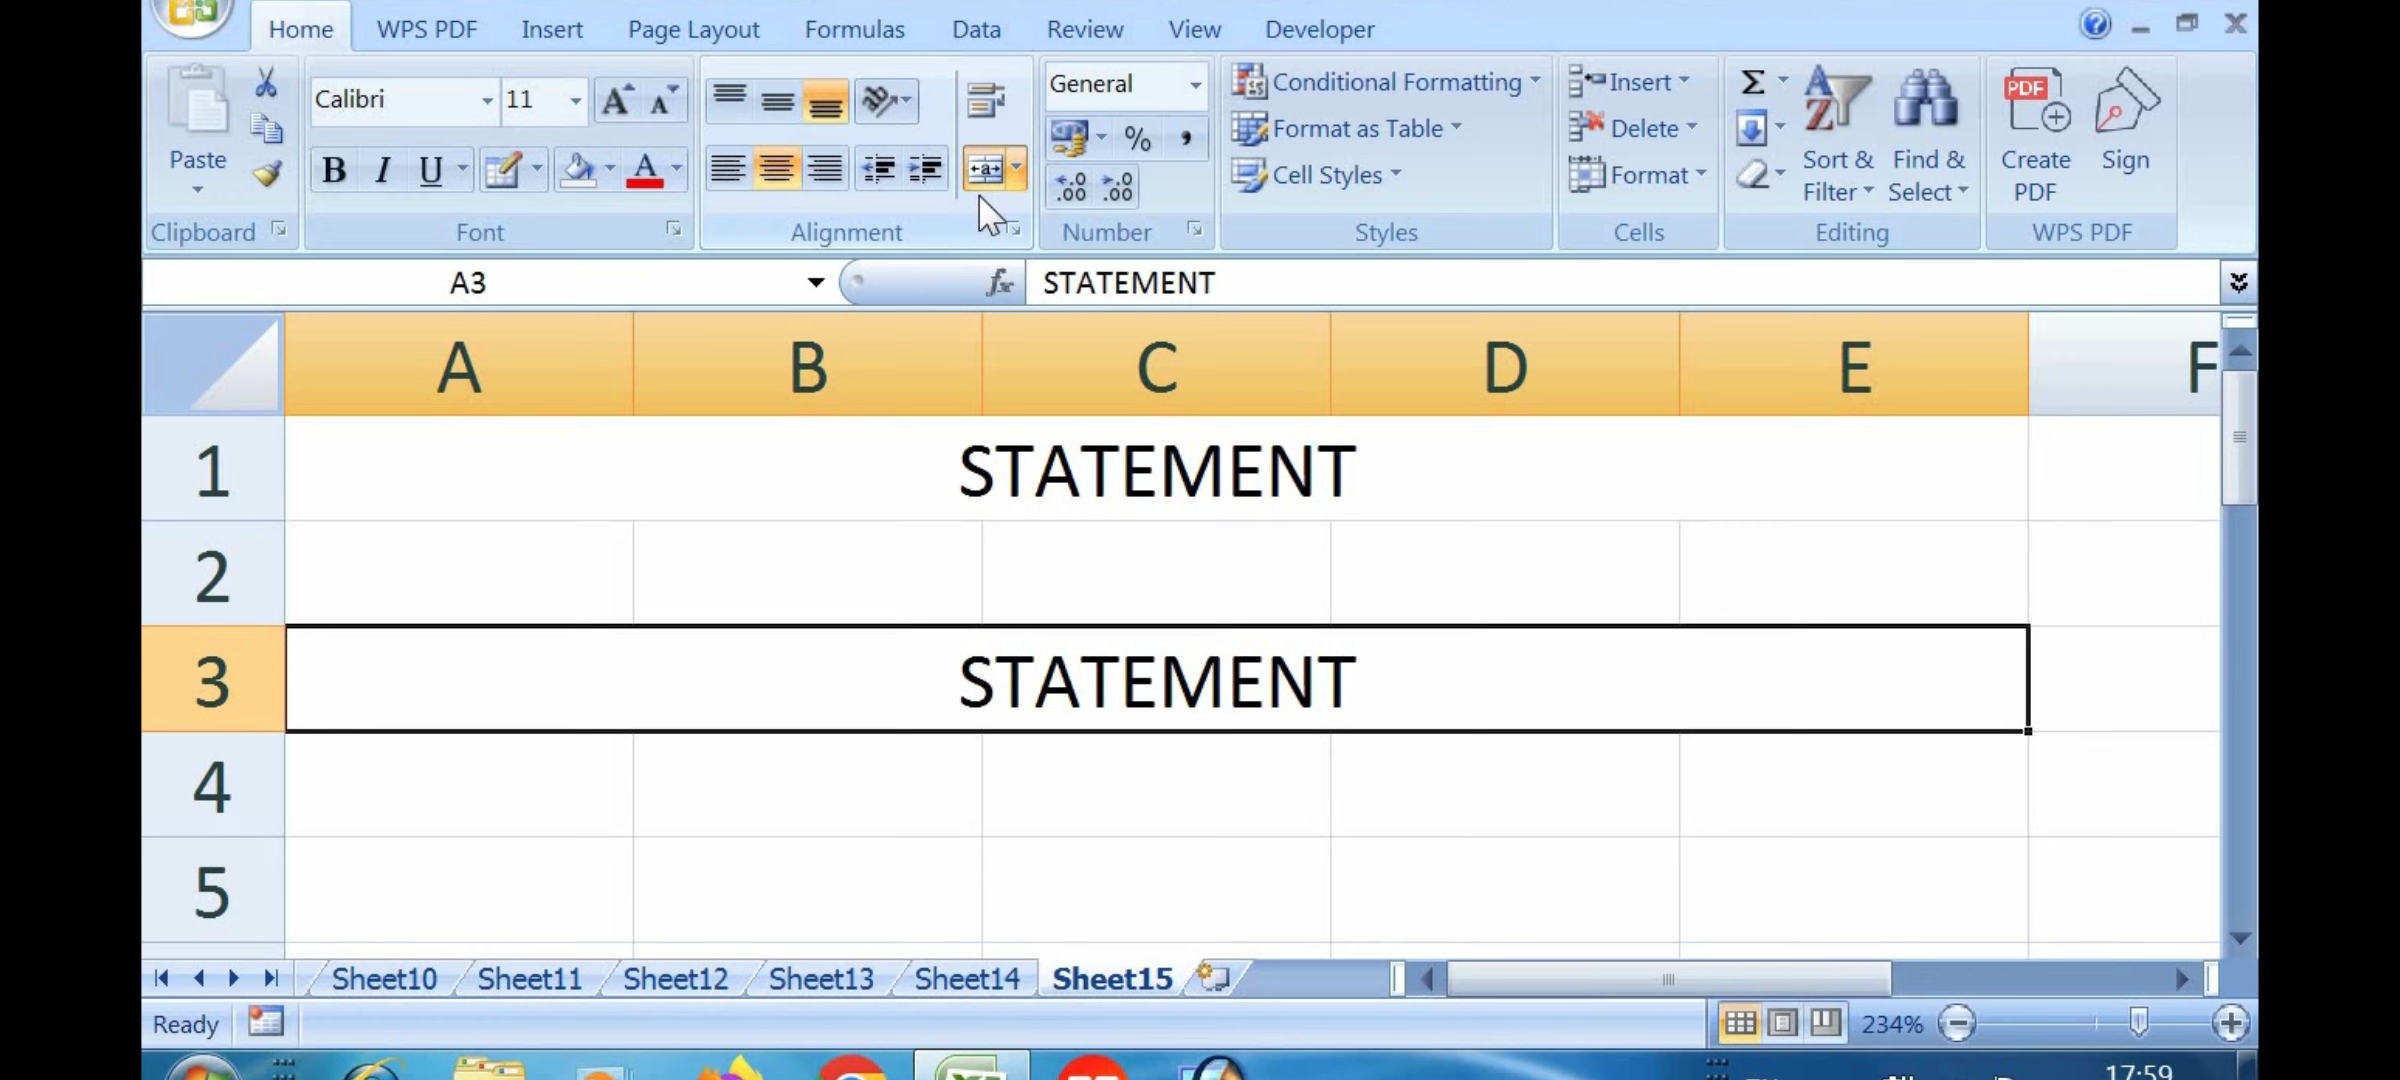 Home WPS PDF Insert Page Layout Formulas Data Review View Developer
Calibri 11 A A General Conditional Formatting Insert Σ
% , Format as Table Delete
Paste B I U A Cell Styles Format Sort & Filter Find & Select Create PDF Sign
Clipboard Font Alignment Number Styles Cells Editing WPS PDF
A3 fx STATEMENT
A B C D E F
1 STATEMENT
2
3 STATEMENT
4
5
Sheet10 Sheet11 Sheet12 Sheet13 Sheet14 Sheet15
Ready 234%
17:59